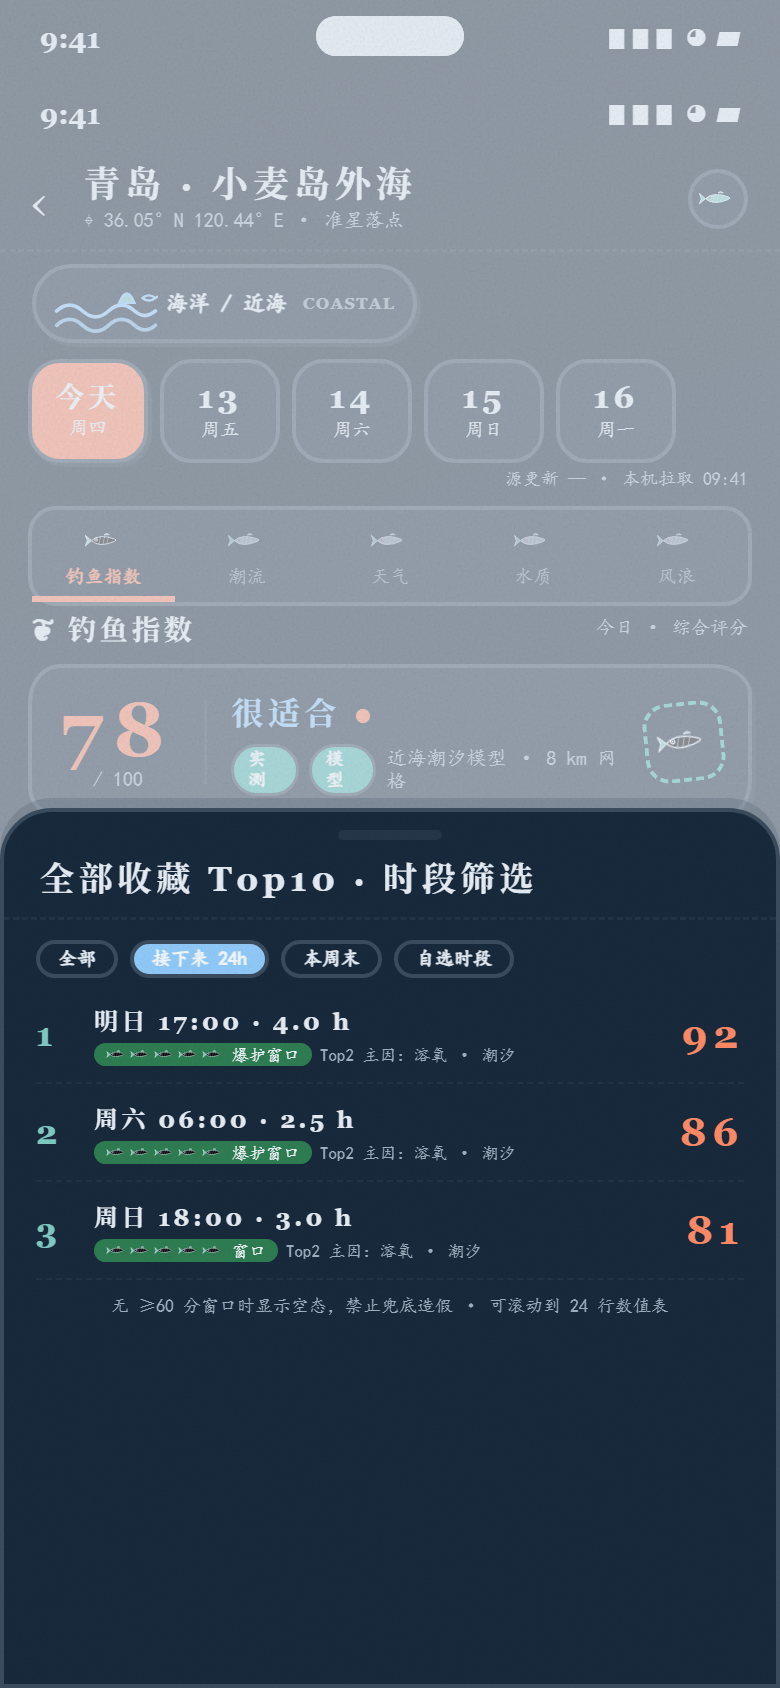 9:41
9:41
青岛 · 小麦岛外海
⌖ 36.05° N 120.44° E • 准星落点
海洋 / 近海 COASTAL
今天 13 14 15 16
周四 周五 周六 周日 周一
源更新 — • 本机拉取 09:41
钓鱼指数 潮流 天气 水质 风浪
❦ 钓鱼指数 今日 • 综合评分
78
/ 100
很适合
实测 模型 近海潮汐模型 • 8 km 网格
全部收藏 Top10 · 时段筛选
全部 接下来 24h 本周末 自选时段
1 明日 17:00 · 4.0 h 92
爆护窗口 Top2 主因: 溶氧 • 潮汐
2 周六 06:00 · 2.5 h 86
爆护窗口 Top2 主因: 溶氧 • 潮汐
3 周日 18:00 · 3.0 h 81
窗口 Top2 主因: 溶氧 • 潮汐
无 ≥60 分窗口时显示空态, 禁止兜底造假 • 可滚动到 24 行数值表